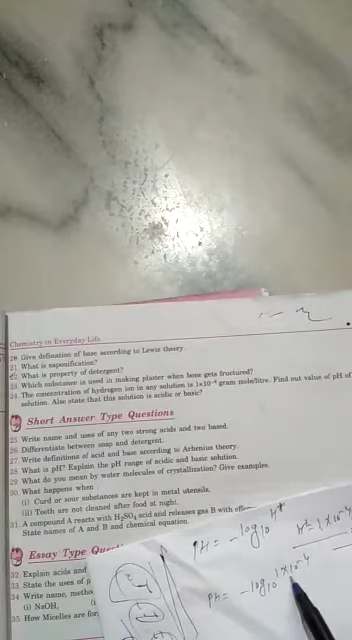 Chemistry in Everyday Life
20. Give defination of base according to Lewis theory.
21. What is saponification?
22. What is property of detergent?
23. Which substance is used in making plaster when bone gets fractured?
24. The concentration of hydrogen ion in any solution is 1×10⁻⁴ gram mole/litre. Find out value of pH of
solution. Also state that this solution is acidic or basic?
Short Answer Type Questions
25. Write name and uses of any two strong acids and two based.
26. Differentiate between soap and detergent.
27. Write definitions of acid and base according to Arhenius theory.
28. What is pH? Explain the pH range of acidic and basic solution.
29. What do you mean by water molecules of crystallization? Give examples.
30. What happens when
(i) Curd or sour substances are kept in metal utensils.
(ii) Teeth are not cleaned after food at night.
31. A compound A reacts with H₂SO₄ acid and releases gas B with
State names of A and B and chemical equation.
Essay Type
32. Explain acids and
33. State the uses of
34. Write name,
(i) NaOH,
35. How Micelles are
PH = -log₁₀ H⁺
H⁺ = 1×10⁻⁴
PH = -log₁₀ 1×10⁻⁴